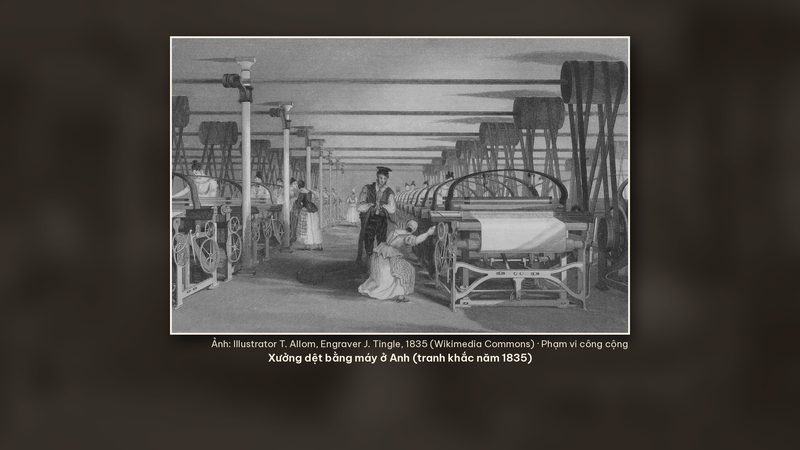 Ảnh: Illustrator T. Allom, Engraver J. Tingle, 1835 (Wikimedia Commons) · Phạm vi công cộng
Xưởng dệt bằng máy ở Anh (tranh khắc năm 1835)